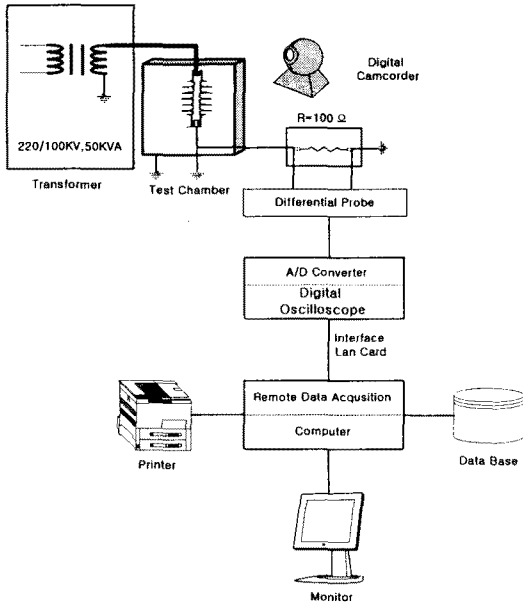 Digital
Camcorder
R=100 Ω
220/100KV,50KVA
Transformer
Test Chamber
Differential Probe
A/D Converter
Digital
Oscilloscope
Interface
Lan Card
Remote Data Acqusition
Computer
Printer
Data Base
Monitor